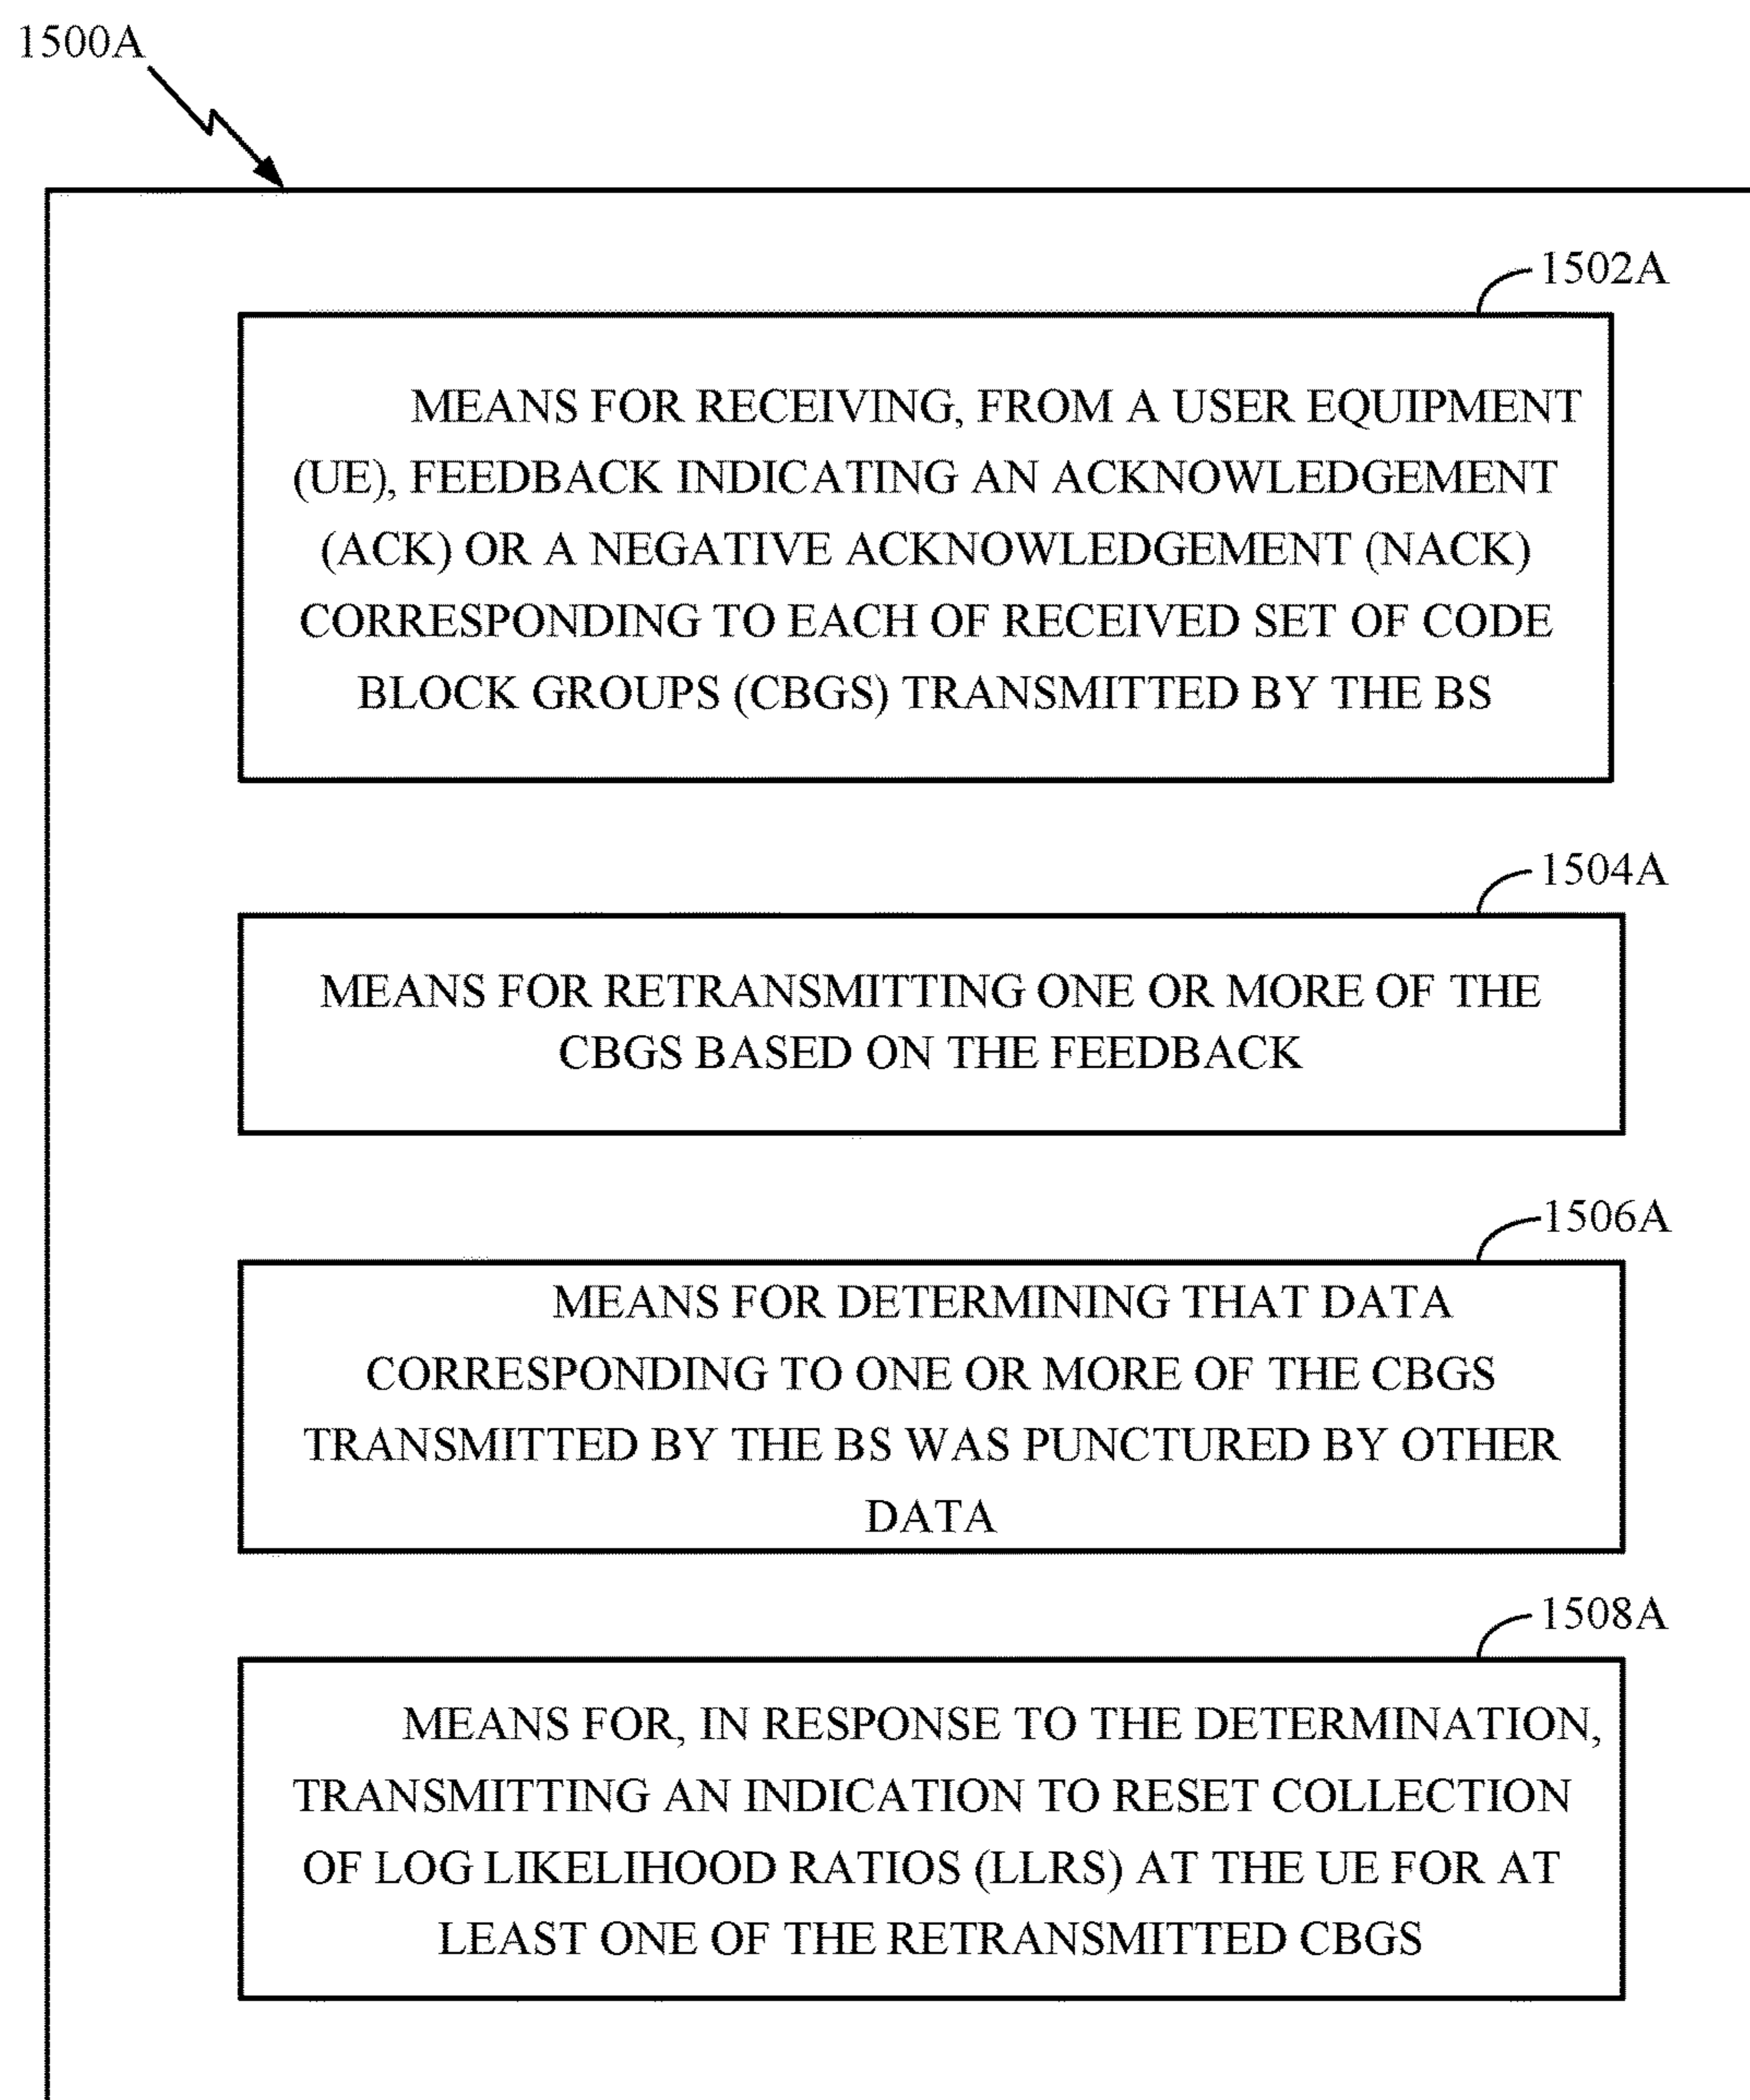 1500A
1502A
MEANS FOR RECEIVING, FROM A USER EQUIPMENT
(UE), FEEDBACK INDICATING AN ACKNOWLEDGEMENT
(ACK) OR A NEGATIVE ACKNOWLEDGEMENT (NACK)
CORRESPONDING TO EACH OF RECEIVED SET OF CODE
BLOCK GROUPS (CBGS) TRANSMITTED BY THE BS
1504A
MEANS FOR RETRANSMITTING ONE OR MORE OF THE
CBGS BASED ON THE FEEDBACK
1506A
MEANS FOR DETERMINING THAT DATA
CORRESPONDING TO ONE OR MORE OF THE CBGS
TRANSMITTED BY THE BS WAS PUNCTURED BY OTHER
DATA
1508A
MEANS FOR, IN RESPONSE TO THE DETERMINATION,
TRANSMITTING AN INDICATION TO RESET COLLECTION
OF LOG LIKELIHOOD RATIOS (LLRS) AT THE UE FOR AT
LEAST ONE OF THE RETRANSMITTED CBGS